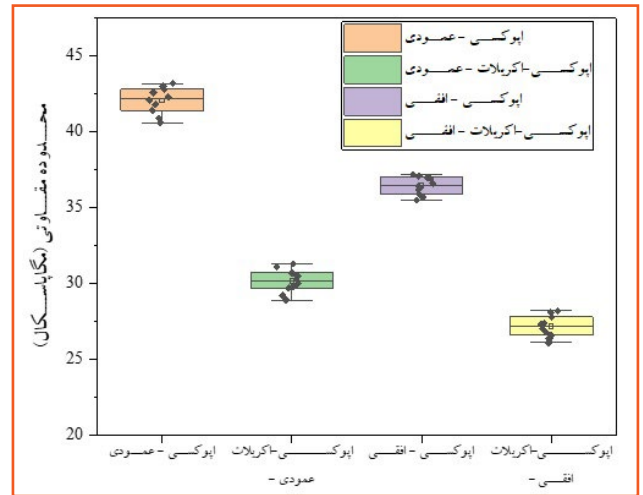 اپوکسی - عمودی
اپوکسی-اکریلات - عمودی
اپوکسی - افقی
اپوکسی-اکریلات - افقی
محدوده مقاوتی (مگاپاسکال)
45
40
35
30
25
20
اپوکسی - عمودی
اپوکسی-اکریلات
عمودی -
اپوکسی - افقی
اپوکسی-اکریلات
افقی -